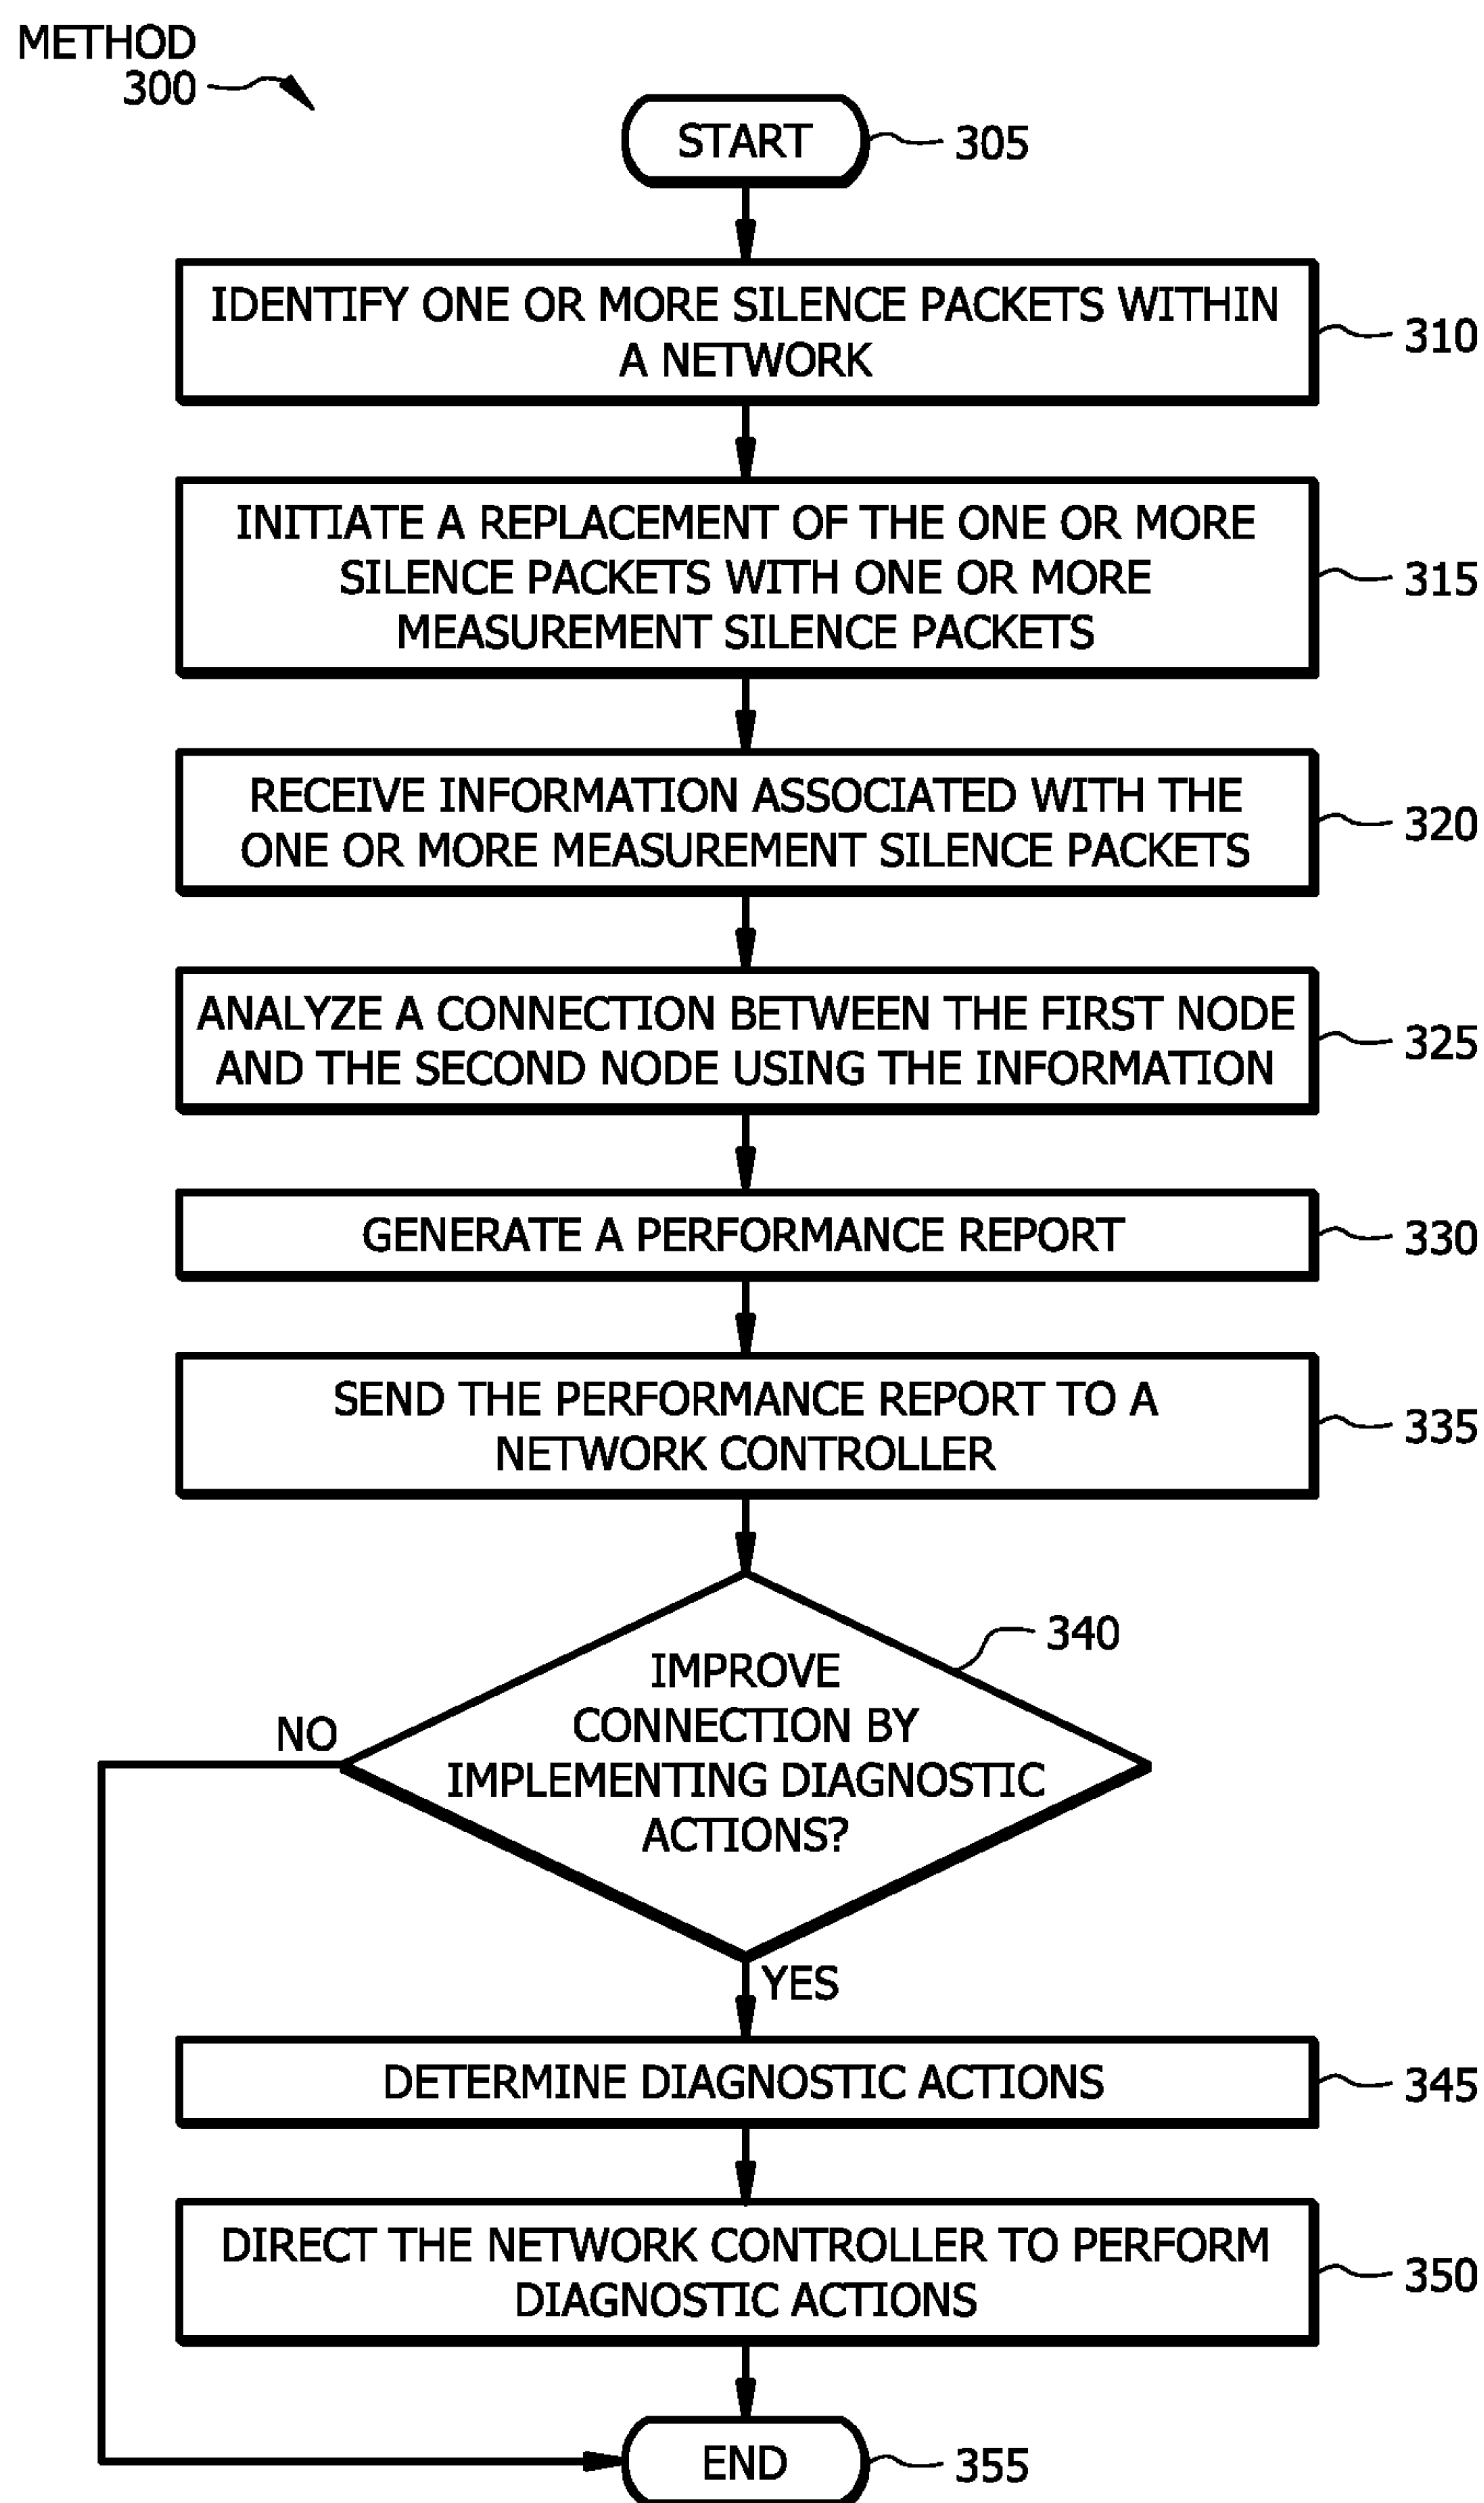 METHOD
300
START
305
IDENTIFY ONE OR MORE SILENCE PACKETS WITHIN
A NETWORK
310
INITIATE A REPLACEMENT OF THE ONE OR MORE
SILENCE PACKETS WITH ONE OR MORE
MEASUREMENT SILENCE PACKETS
315
RECEIVE INFORMATION ASSOCIATED WITH THE
ONE OR MORE MEASUREMENT SILENCE PACKETS
320
ANALYZE A CONNECTION BETWEEN THE FIRST NODE
AND THE SECOND NODE USING THE INFORMATION
325
GENERATE A PERFORMANCE REPORT
330
SEND THE PERFORMANCE REPORT TO A
NETWORK CONTROLLER
335
340
IMPROVE
CONNECTION BY
IMPLEMENTING DIAGNOSTIC
ACTIONS?
NO
YES
DETERMINE DIAGNOSTIC ACTIONS
345
DIRECT THE NETWORK CONTROLLER TO PERFORM
DIAGNOSTIC ACTIONS
350
END
355